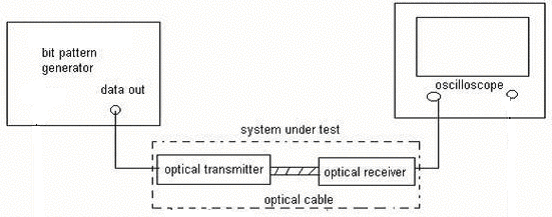 bit pattern
generator
data out
oscilloscope
system under test
optical transmitter
optical receiver
optical cable